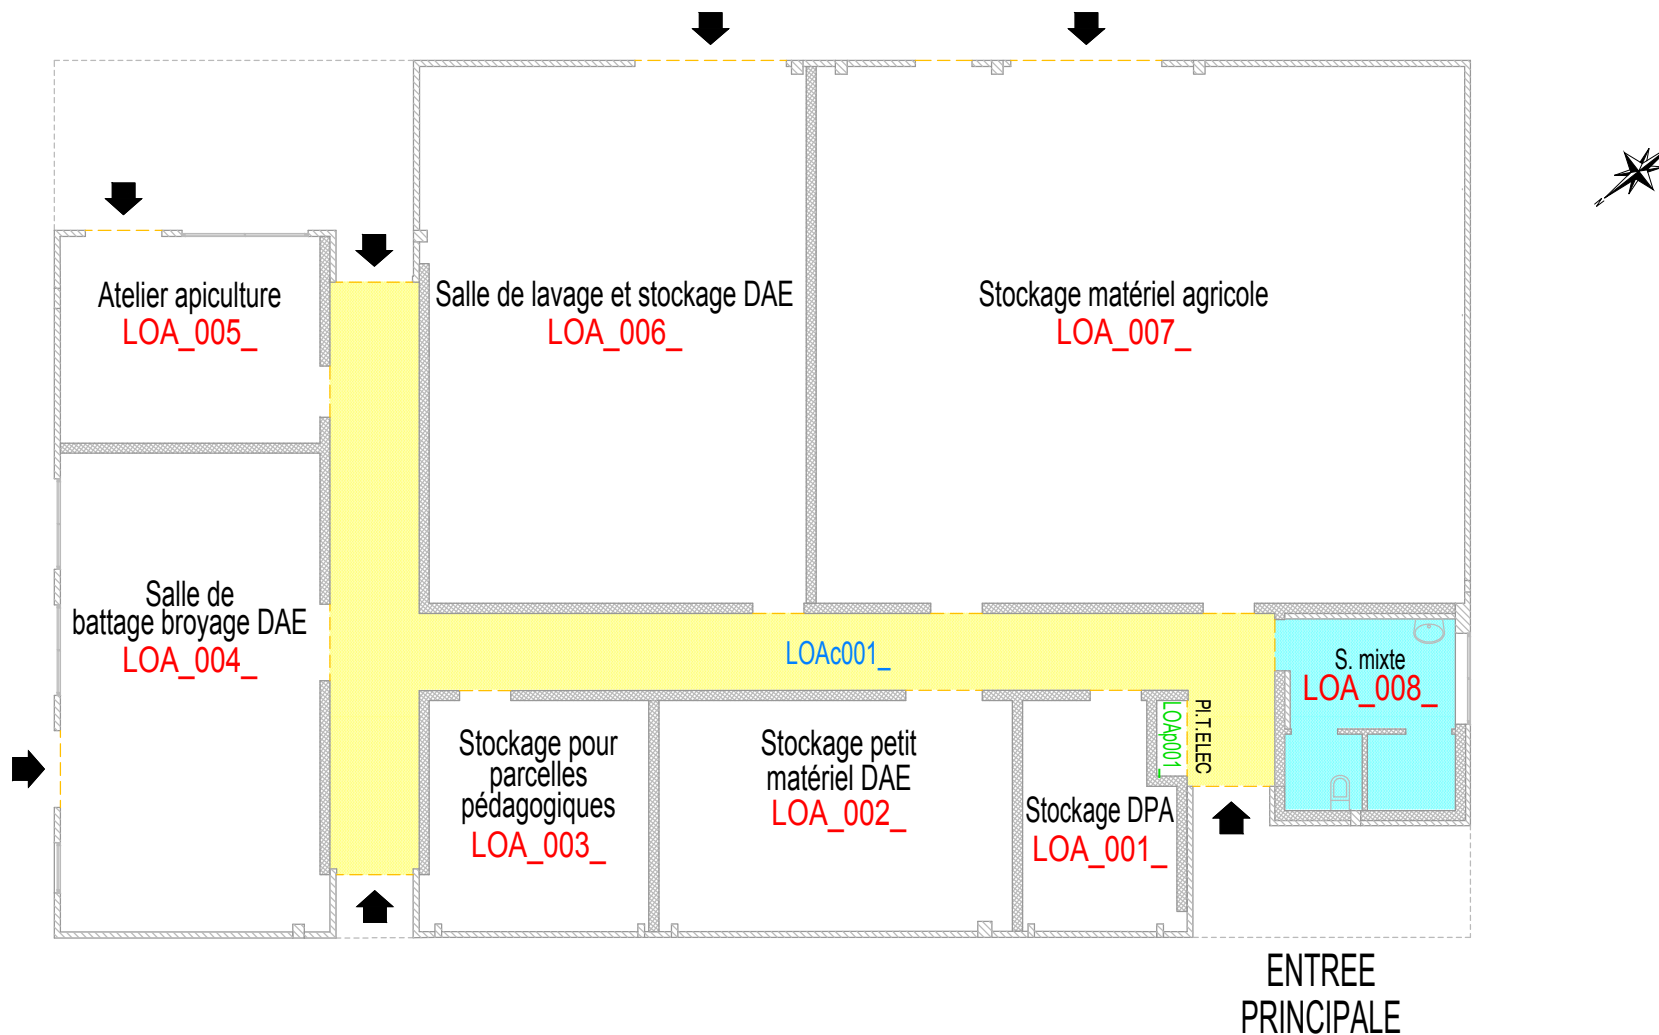 Atelier apiculture
LOA_005_
Salle de lavage et stockage DAE
LOA_006_
Stockage matériel agricole
LOA_007_
N
Salle de
battage broyage DAE
LOA_004_
LOAc001_
S. mixte
LOA_008_
Stockage pour
parcelles
pédagogiques
LOA_003_
Stockage petit
matériel DAE
LOA_002_
Stockage DPA
LOA_001_
LOAp001_
Pl.T.ELEC
ENTREE
PRINCIPALE